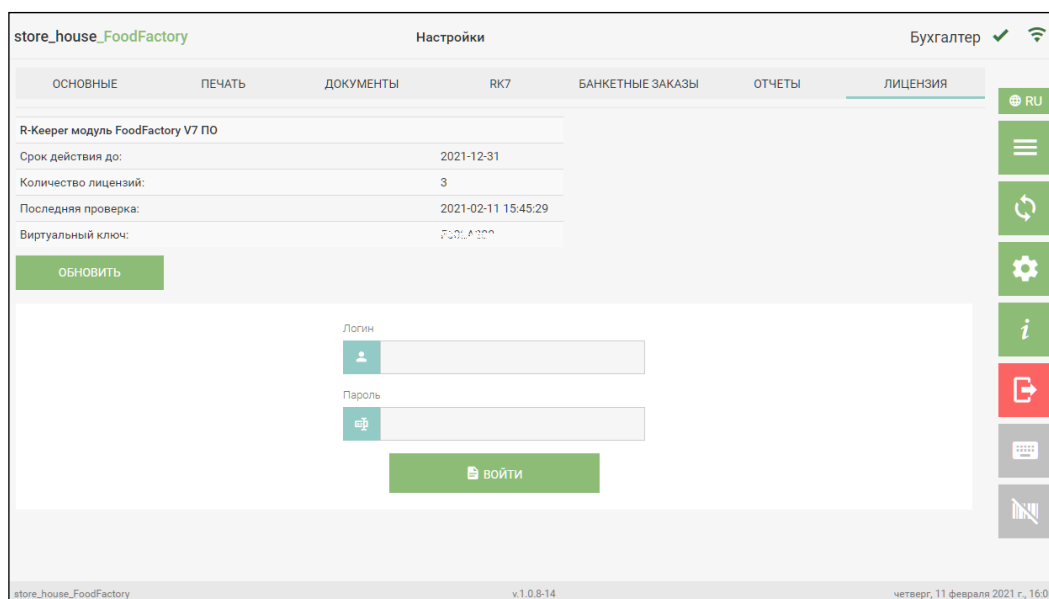 store_house_FoodFactory Настройки Бухгалтер
ОСНОВНЫЕ ПЕЧАТЬ ДОКУМЕНТЫ RK7 БАНКЕТНЫЕ ЗАКАЗЫ ОТЧЕТЫ ЛИЦЕНЗИЯ
RU
R-Keeper модуль FoodFactory V7 ПО
Срок действия до: 2021-12-31
Количество лицензий: 3
Последняя проверка: 2021-02-11 15:45:29
Виртуальный ключ:
ОБНОВИТЬ
Логин
Пароль
ВОЙТИ
store_house_FoodFactory v.1.0.8-14 четверг, 11 февраля 2021 г., 16:0